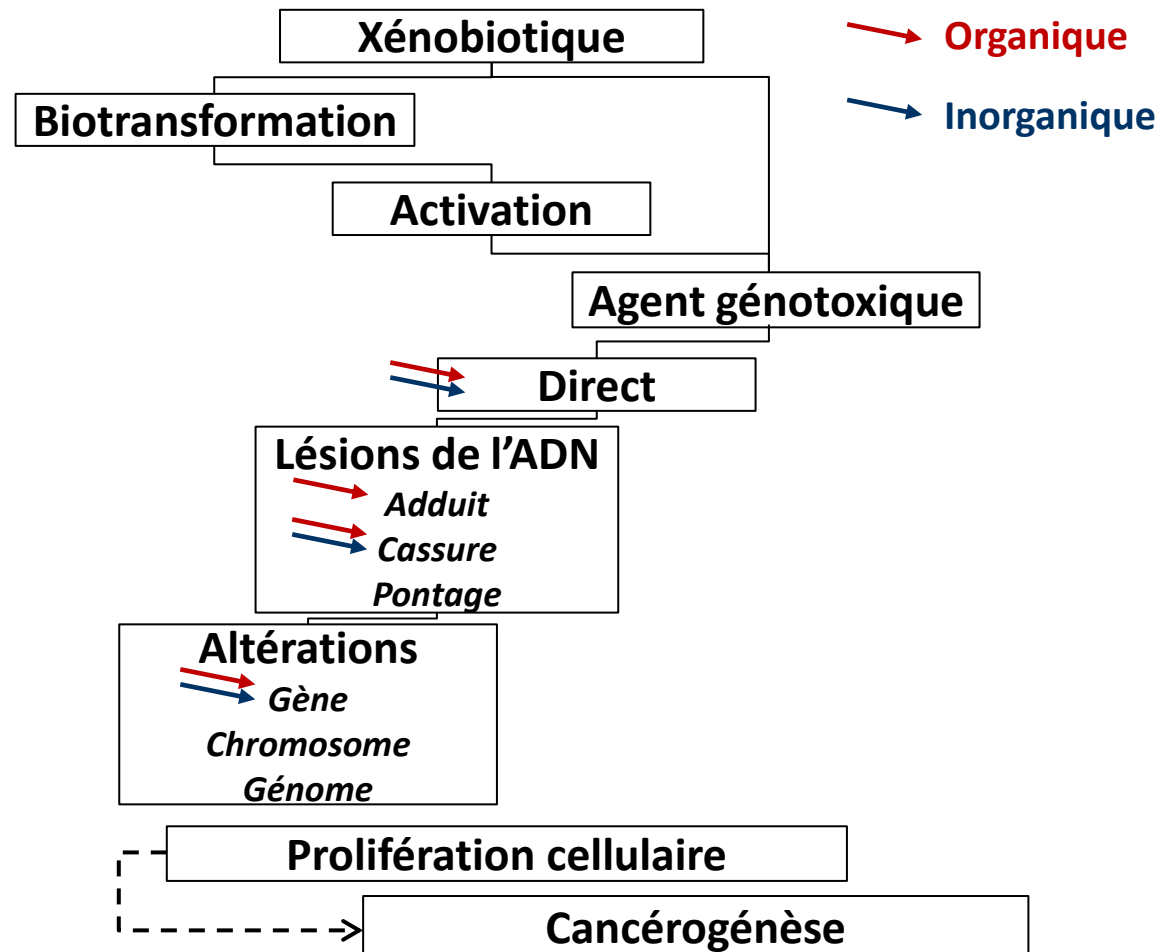 Xénobiotique
Organique
Biotransformation
Inorganique
Activation
Agent génotoxique
Direct
Lésions de l'ADN
Adduit
Cassure
Pontage
Altérations
Gène
Chromosome
Génome
Prolifération cellulaire
Cancérogénèse